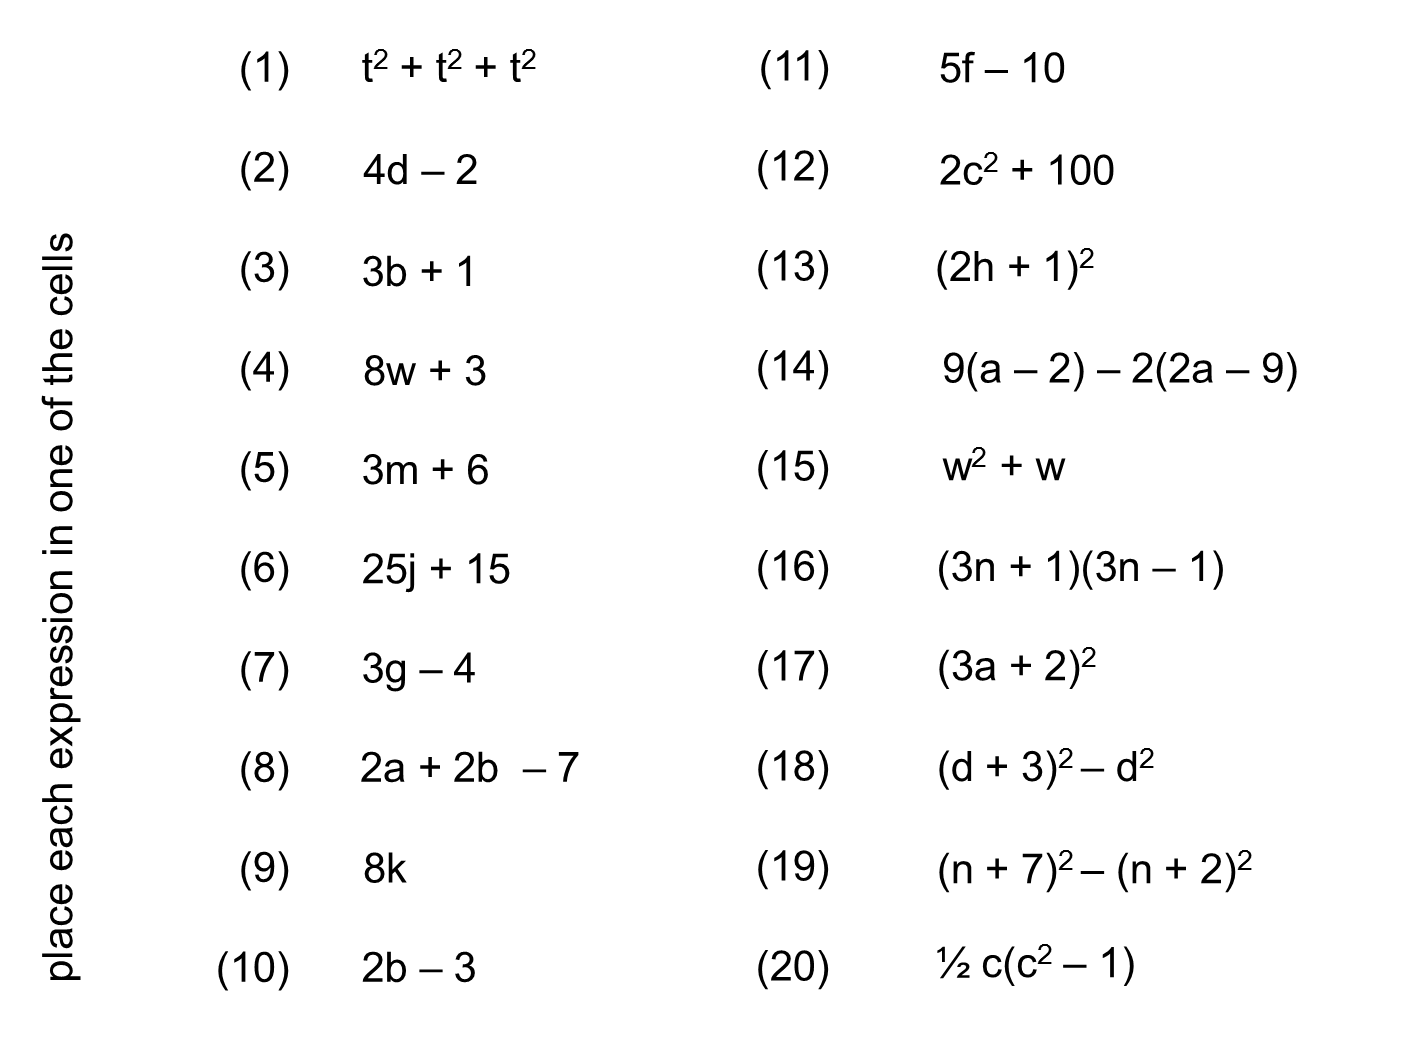 place each expression in one of the cells
(1) t² + t² + t²
(2) 4d – 2
(3) 3b + 1
(4) 8w + 3
(5) 3m + 6
(6) 25j + 15
(7) 3g – 4
(8) 2a + 2b – 7
(9) 8k
(10) 2b – 3
(11) 5f – 10
(12) 2c² + 100
(13) (2h + 1)²
(14) 9(a – 2) – 2(2a – 9)
(15) w² + w
(16) (3n + 1)(3n – 1)
(17) (3a + 2)²
(18) (d + 3)² – d²
(19) (n + 7)² – (n + 2)²
(20) ½ c(c² – 1)